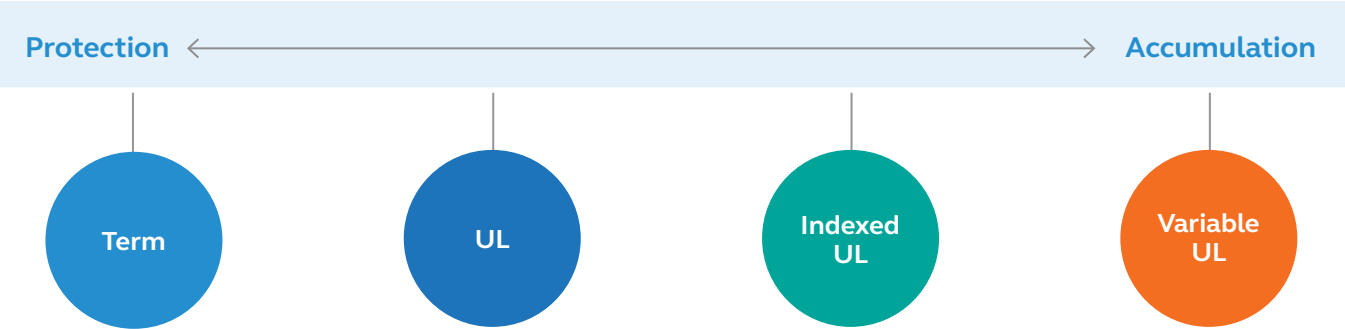 Protection
Accumulation
Term
UL
Indexed
UL
Variable
UL